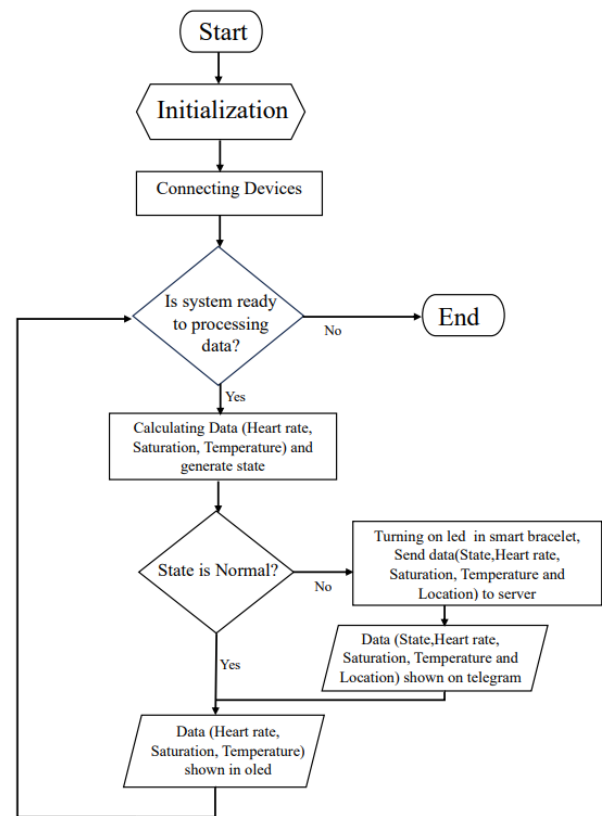 Start
Initialization
Connecting Devices
Is system ready
to processing
data?
No
End
Yes
Calculating Data (Heart rate,
Saturation, Temperature) and
generate state
State is Normal?
No
Turning on led in smart bracelet,
Send data(State,Heart rate,
Saturation, Temperature and
Location) to server
Data (State,Heart rate,
Saturation, Temperature and
Location) shown on telegram
Yes
Data (Heart rate,
Saturation, Temperature)
shown in oled